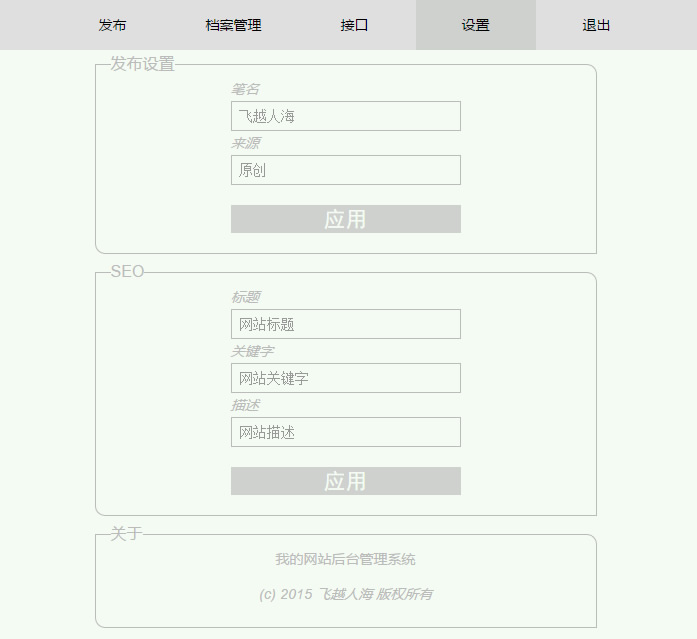 发布 档案管理 接口 设置 退出
发布设置
笔名
飞越人海
来源
原创
应用
SEO
标题
网站标题
关键字
网站关键字
描述
网站描述
应用
关于
我的网站后台管理系统
(c) 2015 飞越人海 版权所有